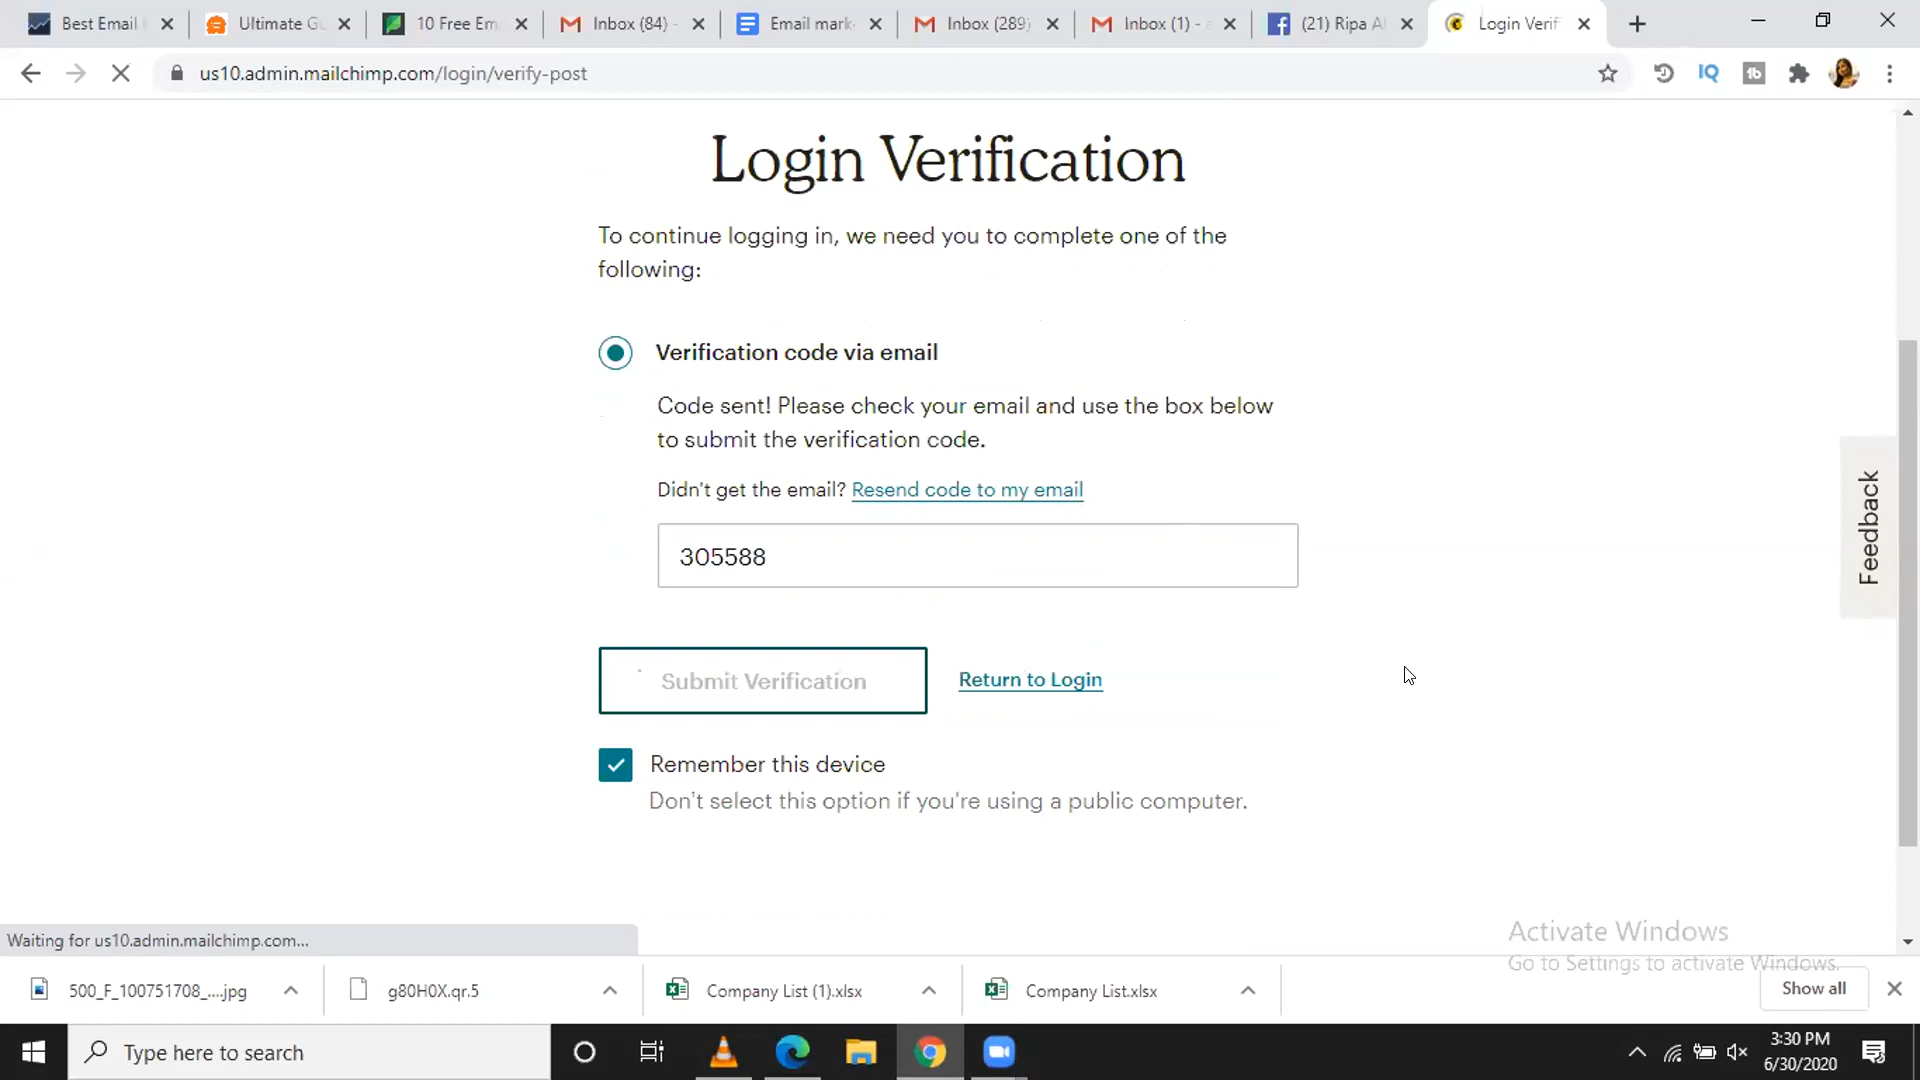 Best Email
Ultimate Gu
10 Free Em
Inbox (84) -
Email mark
Inbox (289)
Inbox (1) -
(21) Ripa A
Login Verif
us10.admin.mailchimp.com/login/verify-post
Login Verification
To continue logging in, we need you to complete one of the
following:
Verification code via email
Code sent! Please check your email and use the box below
to submit the verification code.
Didn't get the email? Resend code to my email
305588
Submit Verification
Return to Login
Remember this device
Don't select this option if you're using a public computer.
Feedback
Activate Windows
Go to Settings to activate Windows.
Waiting for us10.admin.mailchimp.com...
500_F_100751708_....jpg
g80H0X.qr.5
Company List (1).xlsx
Company List.xlsx
Show all
Type here to search
3:30 PM
6/30/2020